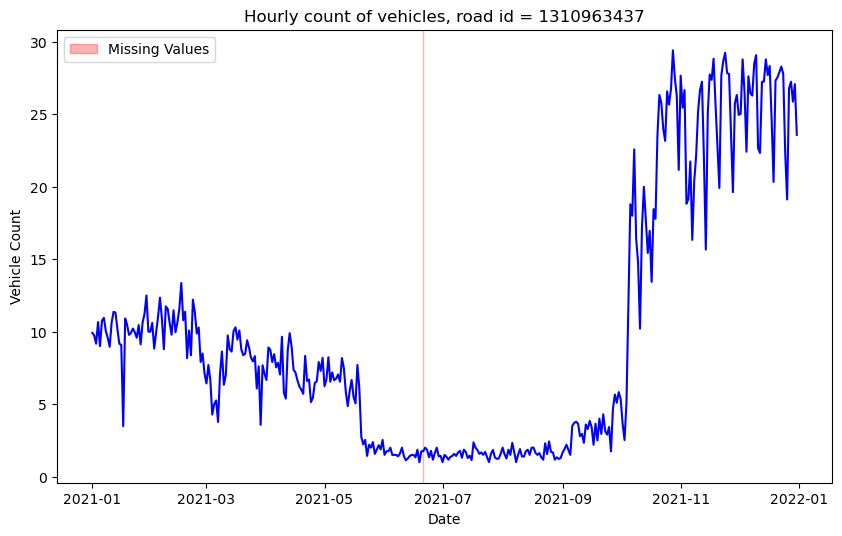 Hourly count of vehicles, road id = 1310963437
Missing Values
Vehicle Count
30
25
20
15
10
5
0
2021-01 2021-03 2021-05 2021-07 2021-09 2021-11 2022-01
Date